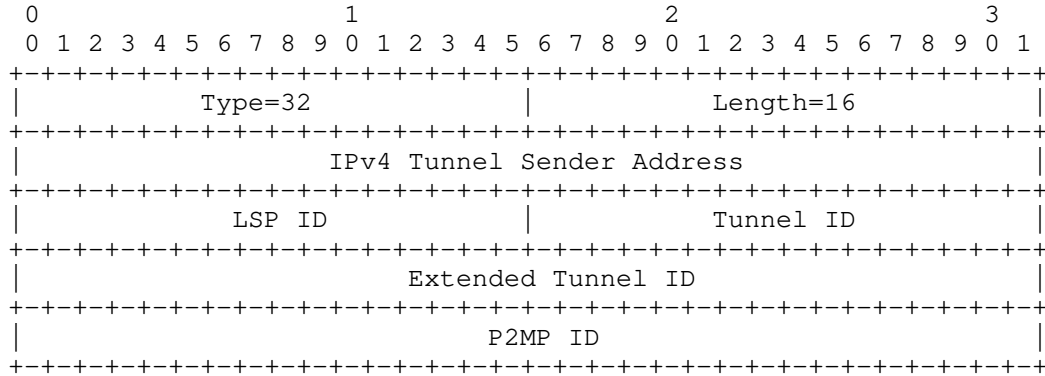 0                   1                   2                   3
 0 1 2 3 4 5 6 7 8 9 0 1 2 3 4 5 6 7 8 9 0 1 2 3 4 5 6 7 8 9 0 1
+-+-+-+-+-+-+-+-+-+-+-+-+-+-+-+-+-+-+-+-+-+-+-+-+-+-+-+-+-+-+-+-+
|           Type=32             |           Length=16           |
+-+-+-+-+-+-+-+-+-+-+-+-+-+-+-+-+-+-+-+-+-+-+-+-+-+-+-+-+-+-+-+-+
|                   IPv4 Tunnel Sender Address                  |
+-+-+-+-+-+-+-+-+-+-+-+-+-+-+-+-+-+-+-+-+-+-+-+-+-+-+-+-+-+-+-+-+
|             LSP ID            |           Tunnel ID           |
+-+-+-+-+-+-+-+-+-+-+-+-+-+-+-+-+-+-+-+-+-+-+-+-+-+-+-+-+-+-+-+-+
|                        Extended Tunnel ID                     |
+-+-+-+-+-+-+-+-+-+-+-+-+-+-+-+-+-+-+-+-+-+-+-+-+-+-+-+-+-+-+-+-+
|                             P2MP ID                           |
+-+-+-+-+-+-+-+-+-+-+-+-+-+-+-+-+-+-+-+-+-+-+-+-+-+-+-+-+-+-+-+-+